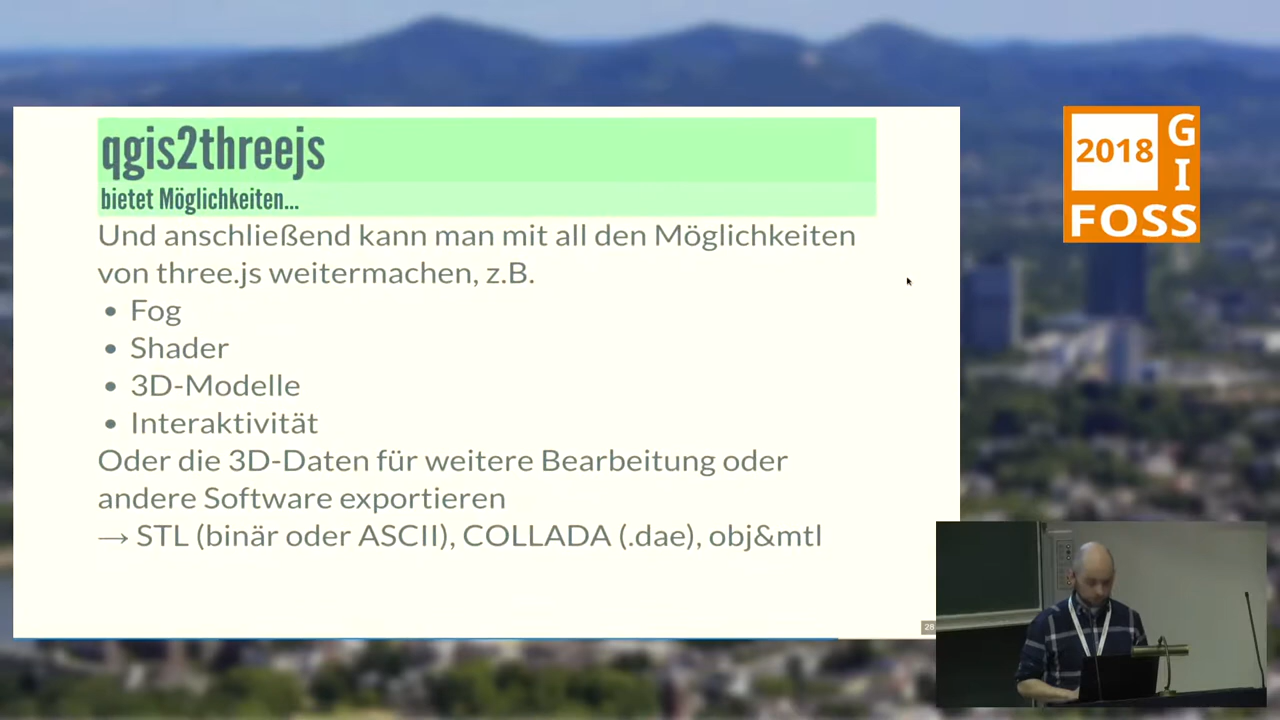 qgis2threejs
bietet Möglichkeiten...
Und anschließend kann man mit all den Möglichkeiten
von three.js weitermachen, z.B.
• Fog
• Shader
• 3D-Modelle
• Interaktivität
Oder die 3D-Daten für weitere Bearbeitung oder
andere Software exportieren
→ STL (binär oder ASCII), COLLADA (.dae), obj&mtl
28
2018
GI
FOSS